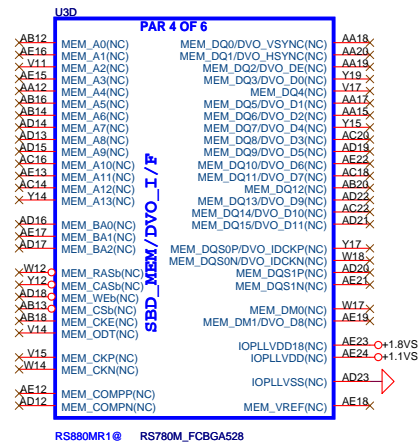 U3D
PAR 4 OF 6
AB12 MEM_A0(NC) MEM_DQ0/DVO_VSYNC(NC) AA18
AE16 MEM_A1(NC) MEM_DQ1/DVO_HSYNC(NC) AA20
V11 MEM_A2(NC) MEM_DQ2/DVO_DE(NC) AA19
AE15 MEM_A3(NC) MEM_DQ3/DVO_D0(NC) Y19
AA12 MEM_A4(NC) MEM_DQ4(NC) V17
AB16 MEM_A5(NC) MEM_DQ5/DVO_D1(NC) AA17
AB14 MEM_A6(NC) MEM_DQ6/DVO_D2(NC) AA15
AD14 MEM_A7(NC) MEM_DQ7/DVO_D4(NC) Y15
AD13 MEM_A8(NC) MEM_DQ8/DVO_D3(NC) AC20
AD15 MEM_A9(NC) MEM_DQ9/DVO_D5(NC) AD19
AC16 MEM_A10(NC) MEM_DQ10/DVO_D6(NC) AE22
AE13 MEM_A11(NC) MEM_DQ11/DVO_D7(NC) AC18
AC14 MEM_A12(NC) MEM_DQ12(NC) AB20
Y14 MEM_A13(NC) MEM_DQ13/DVO_D9(NC) AD22
MEM_DQ14/DVO_D10(NC) AC22
AD16 MEM_BA0(NC) MEM_DQ15/DVO_D11(NC) AD21
AE17 MEM_BA1(NC)
AD17 MEM_BA2(NC) MEM_DQS0P/DVO_IDCKP(NC) Y17
MEM_DQS0N/DVO_IDCKN(NC) W18
W12 MEM_RASb(NC) MEM_DQS1P(NC) AD20
Y12 MEM_CASb(NC) MEM_DQS1N(NC) AE21
AD18 MEM_WEb(NC)
AB13 MEM_CSb(NC) MEM_DM0(NC) W17
AB18 MEM_CKE(NC) MEM_DM1/DVO_D8(NC) AE19
V14 MEM_ODT(NC)
SBD_MEM/DVO_I/F
IOPLLVDD18(NC) AE23 +1.8VS
V15 MEM_CKP(NC) IOPLLVDD(NC) AE24 +1.1VS
W14 MEM_CKN(NC)
IOPLLVSS(NC) AD23
AE12 MEM_COMPP(NC)
AD12 MEM_COMPN(NC) MEM_VREF(NC) AE18
RS880MR1@ RS780M_FCBGA528